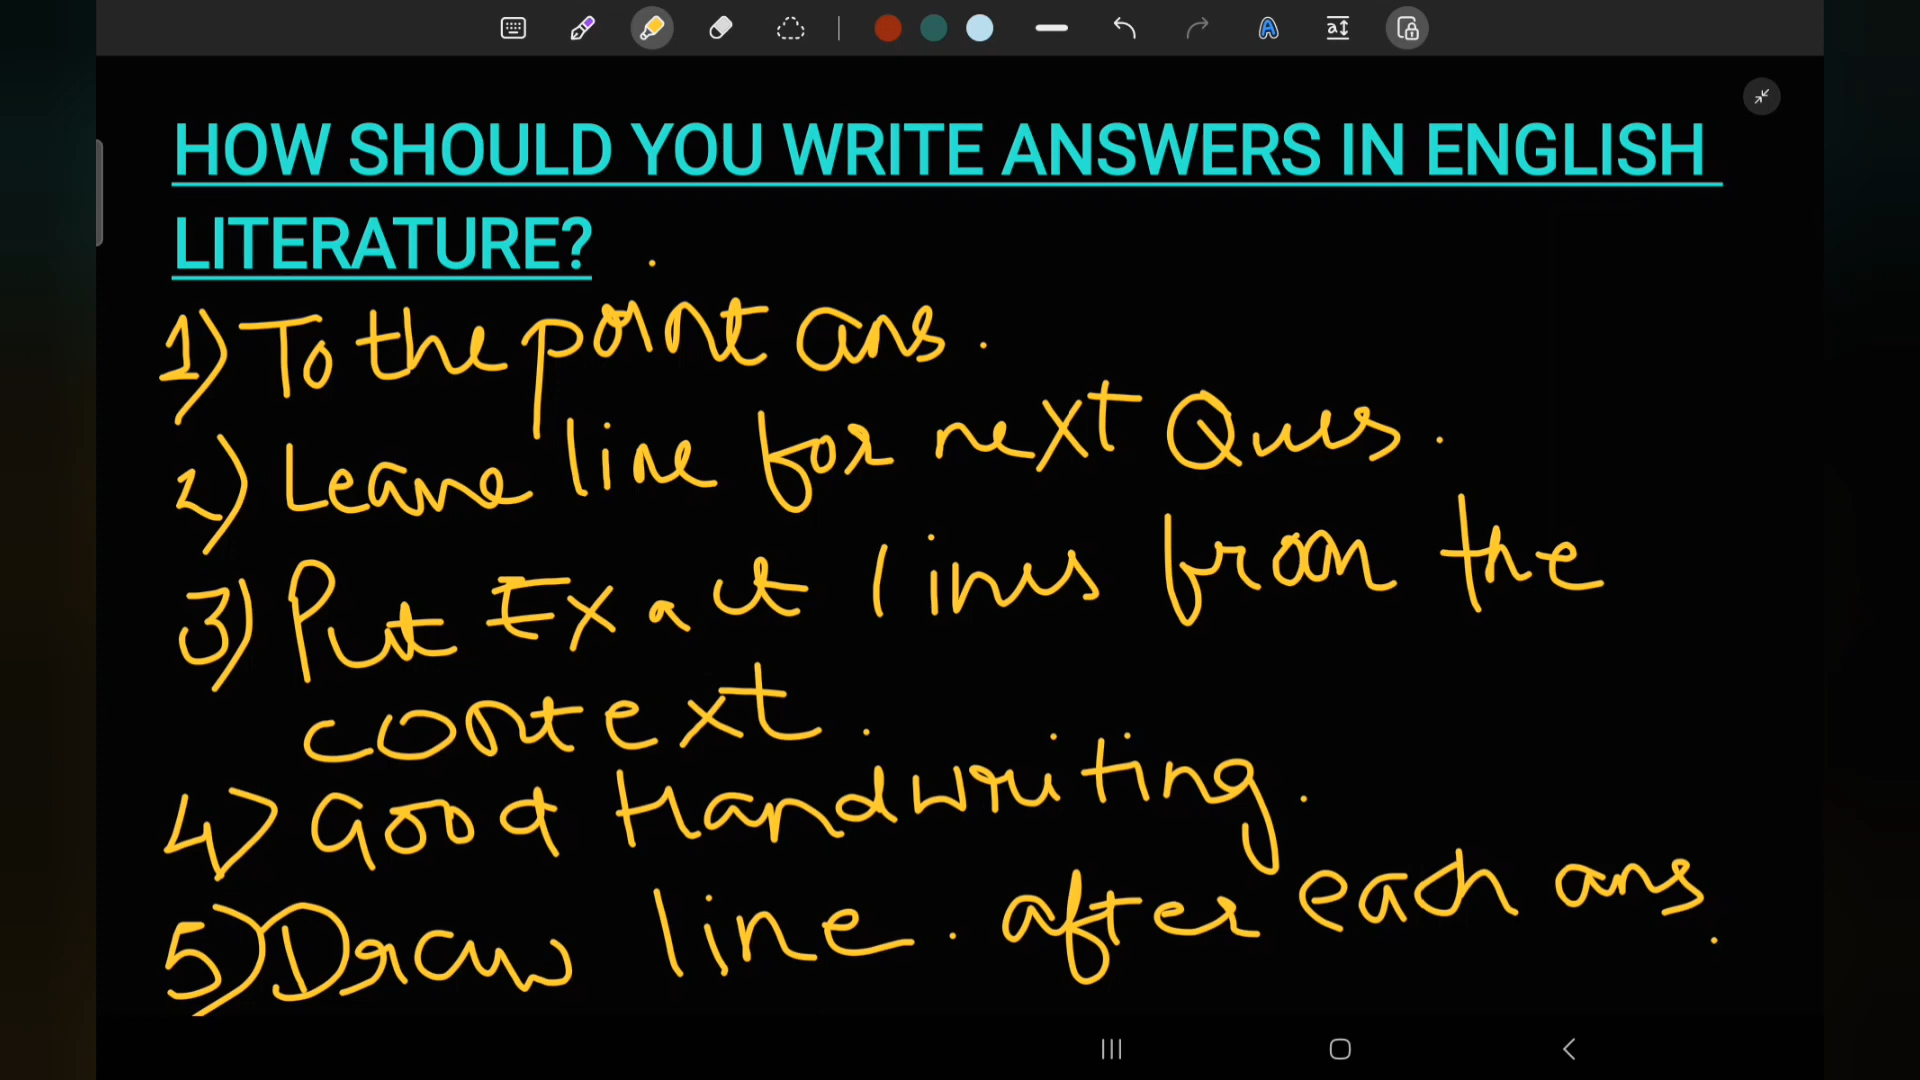 HOW SHOULD YOU WRITE ANSWERS IN ENGLISH
LITERATURE?
1) To the point ans.
2) Leave line for next Ques.
3) Put Exact lines from the
context.
4) Good Handwriting.
5) Draw line. after each ans.